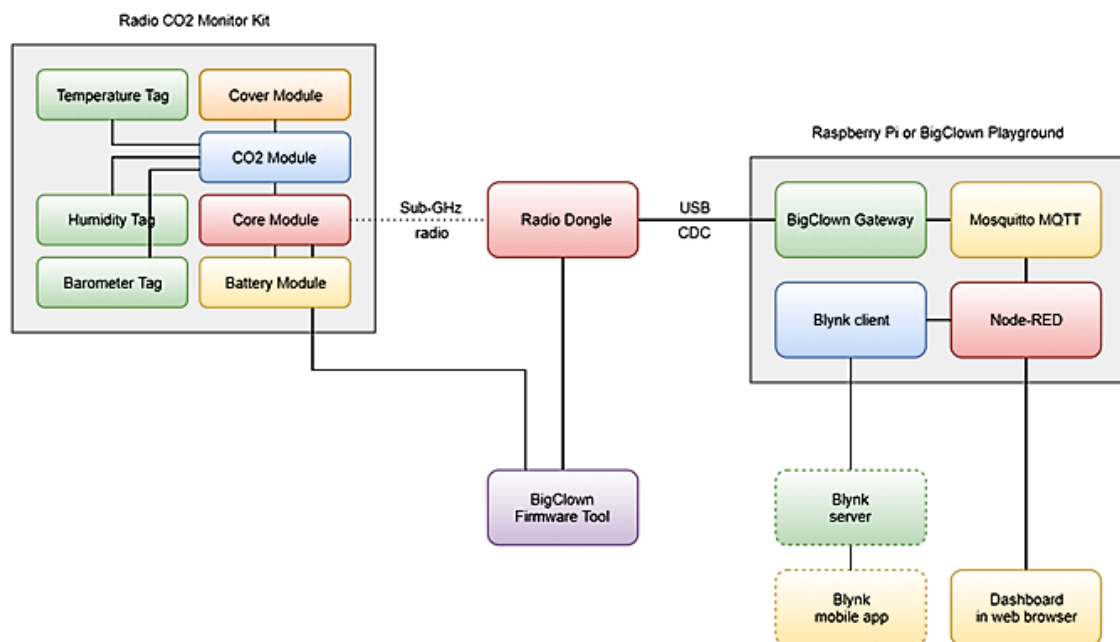 Radio CO2 Monitor Kit
Temperature Tag
Cover Module
CO2 Module
Humidity Tag
Core Module
Barometer Tag
Battery Module
Sub-GHz
radio
Radio Dongle
USB
CDC
Raspberry Pi or BigClown Playground
BigClown Gateway
Mosquitto MQTT
Blynk client
Node-RED
BigClown
Firmware Tool
Blynk
server
Blynk
mobile app
Dashboard
in web browser